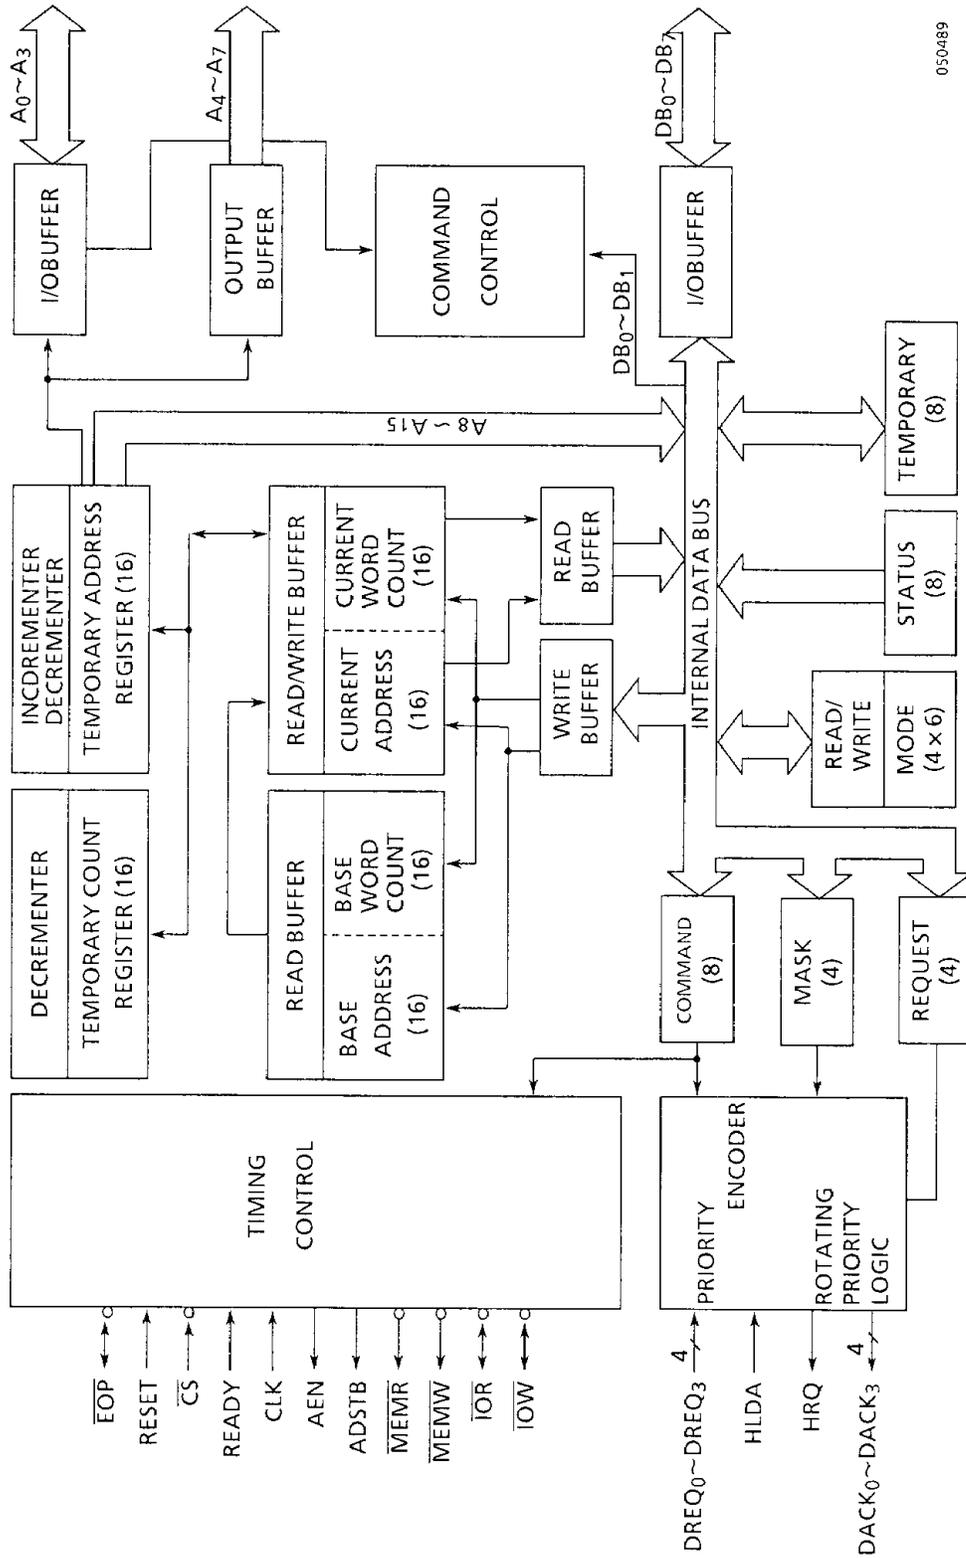 DECREMENTER
TEMPORARY COUNT
REGISTER (16)
INCDREMENTER
DECREMENTER
TEMPORARY ADDRESS
REGISTER (16)
I/OBUFFER
A0~A3
OUTPUT
BUFFER
A4~A7
COMMAND
CONTROL
A8 ~ A15
TIMING
CONTROL
EOP
RESET
CS
READY
CLK
AEN
ADSTB
MEMR
MEMW
IOR
IOW
READ BUFFER
BASE
ADDRESS
(16)
BASE
WORD
COUNT
(16)
READ/WRITE BUFFER
CURRENT
ADDRESS
(16)
CURRENT
WORD
COUNT
(16)
WRITE
BUFFER
READ
BUFFER
DB0~DB1
I/OBUFFER
DB0~DB7
INTERNAL DATA BUS
COMMAND
(8)
MASK
(4)
REQUEST
(4)
READ/
WRITE
MODE
(4×6)
STATUS
(8)
TEMPORARY
(8)
PRIORITY
ENCODER
ROTATING
PRIORITY
LOGIC
DREQ0~DREQ3
4
HLDA
HRQ
DACK0~DACK3
4
050489